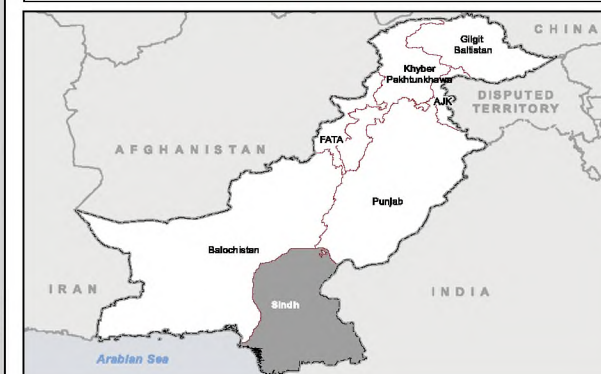 CHINA
Gilgit
Baltistan
Khyber
Pakhtunkhawa
DISPUTED
TERRITORY
AJK
AFGHANISTAN
FATA
Punjab
Balochistan
IRAN
Sindh
INDIA
Arabian Sea